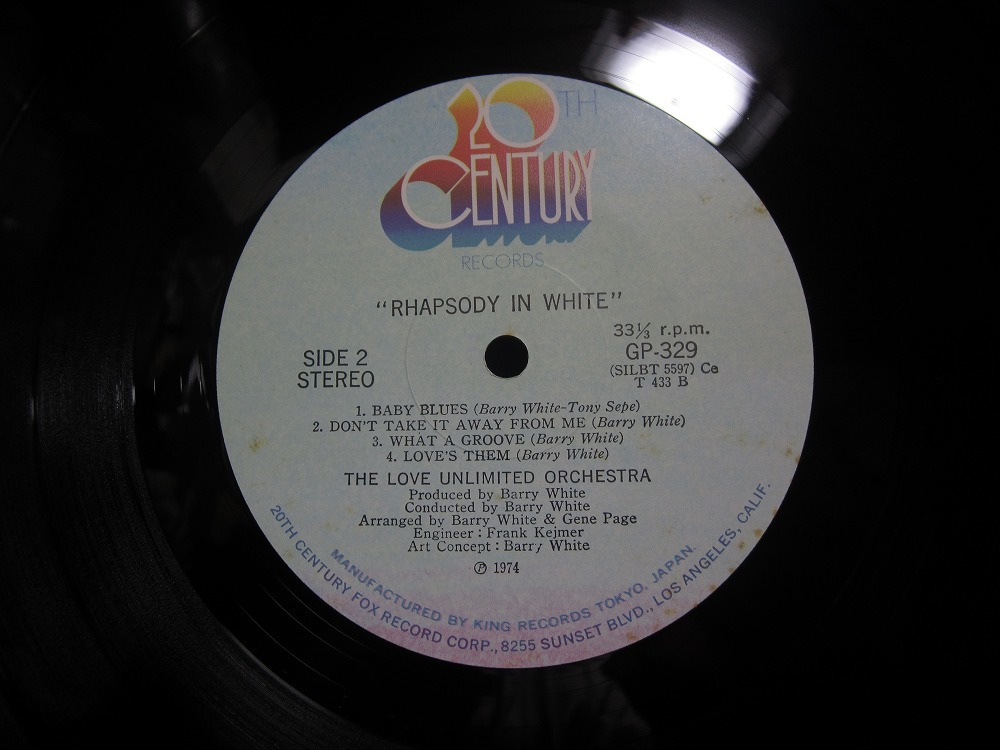 20TH
CENTURY
RECORDS
"RHAPSODY IN WHITE"
SIDE 2
STEREO
33⅓ r.p.m.
GP-329
(SILBT 5597) Ce
T 433 B
1. BABY BLUES (Barry White-Tony Sepe)
2. DON'T TAKE IT AWAY FROM ME (Barry White)
3. WHAT A GROOVE (Barry White)
4. LOVE'S THEM (Barry White)
THE LOVE UNLIMITED ORCHESTRA
Produced by Barry White
Conducted by Barry White
Arranged by Barry White & Gene Page
Engineer : Frank Kejmer
Art Concept : Barry White
℗ 1974
MANUFACTURED BY KING RECORDS TOKYO, JAPAN.
20TH CENTURY FOX RECORD CORP., 8255 SUNSET BLVD., LOS ANGELES, CALIF.